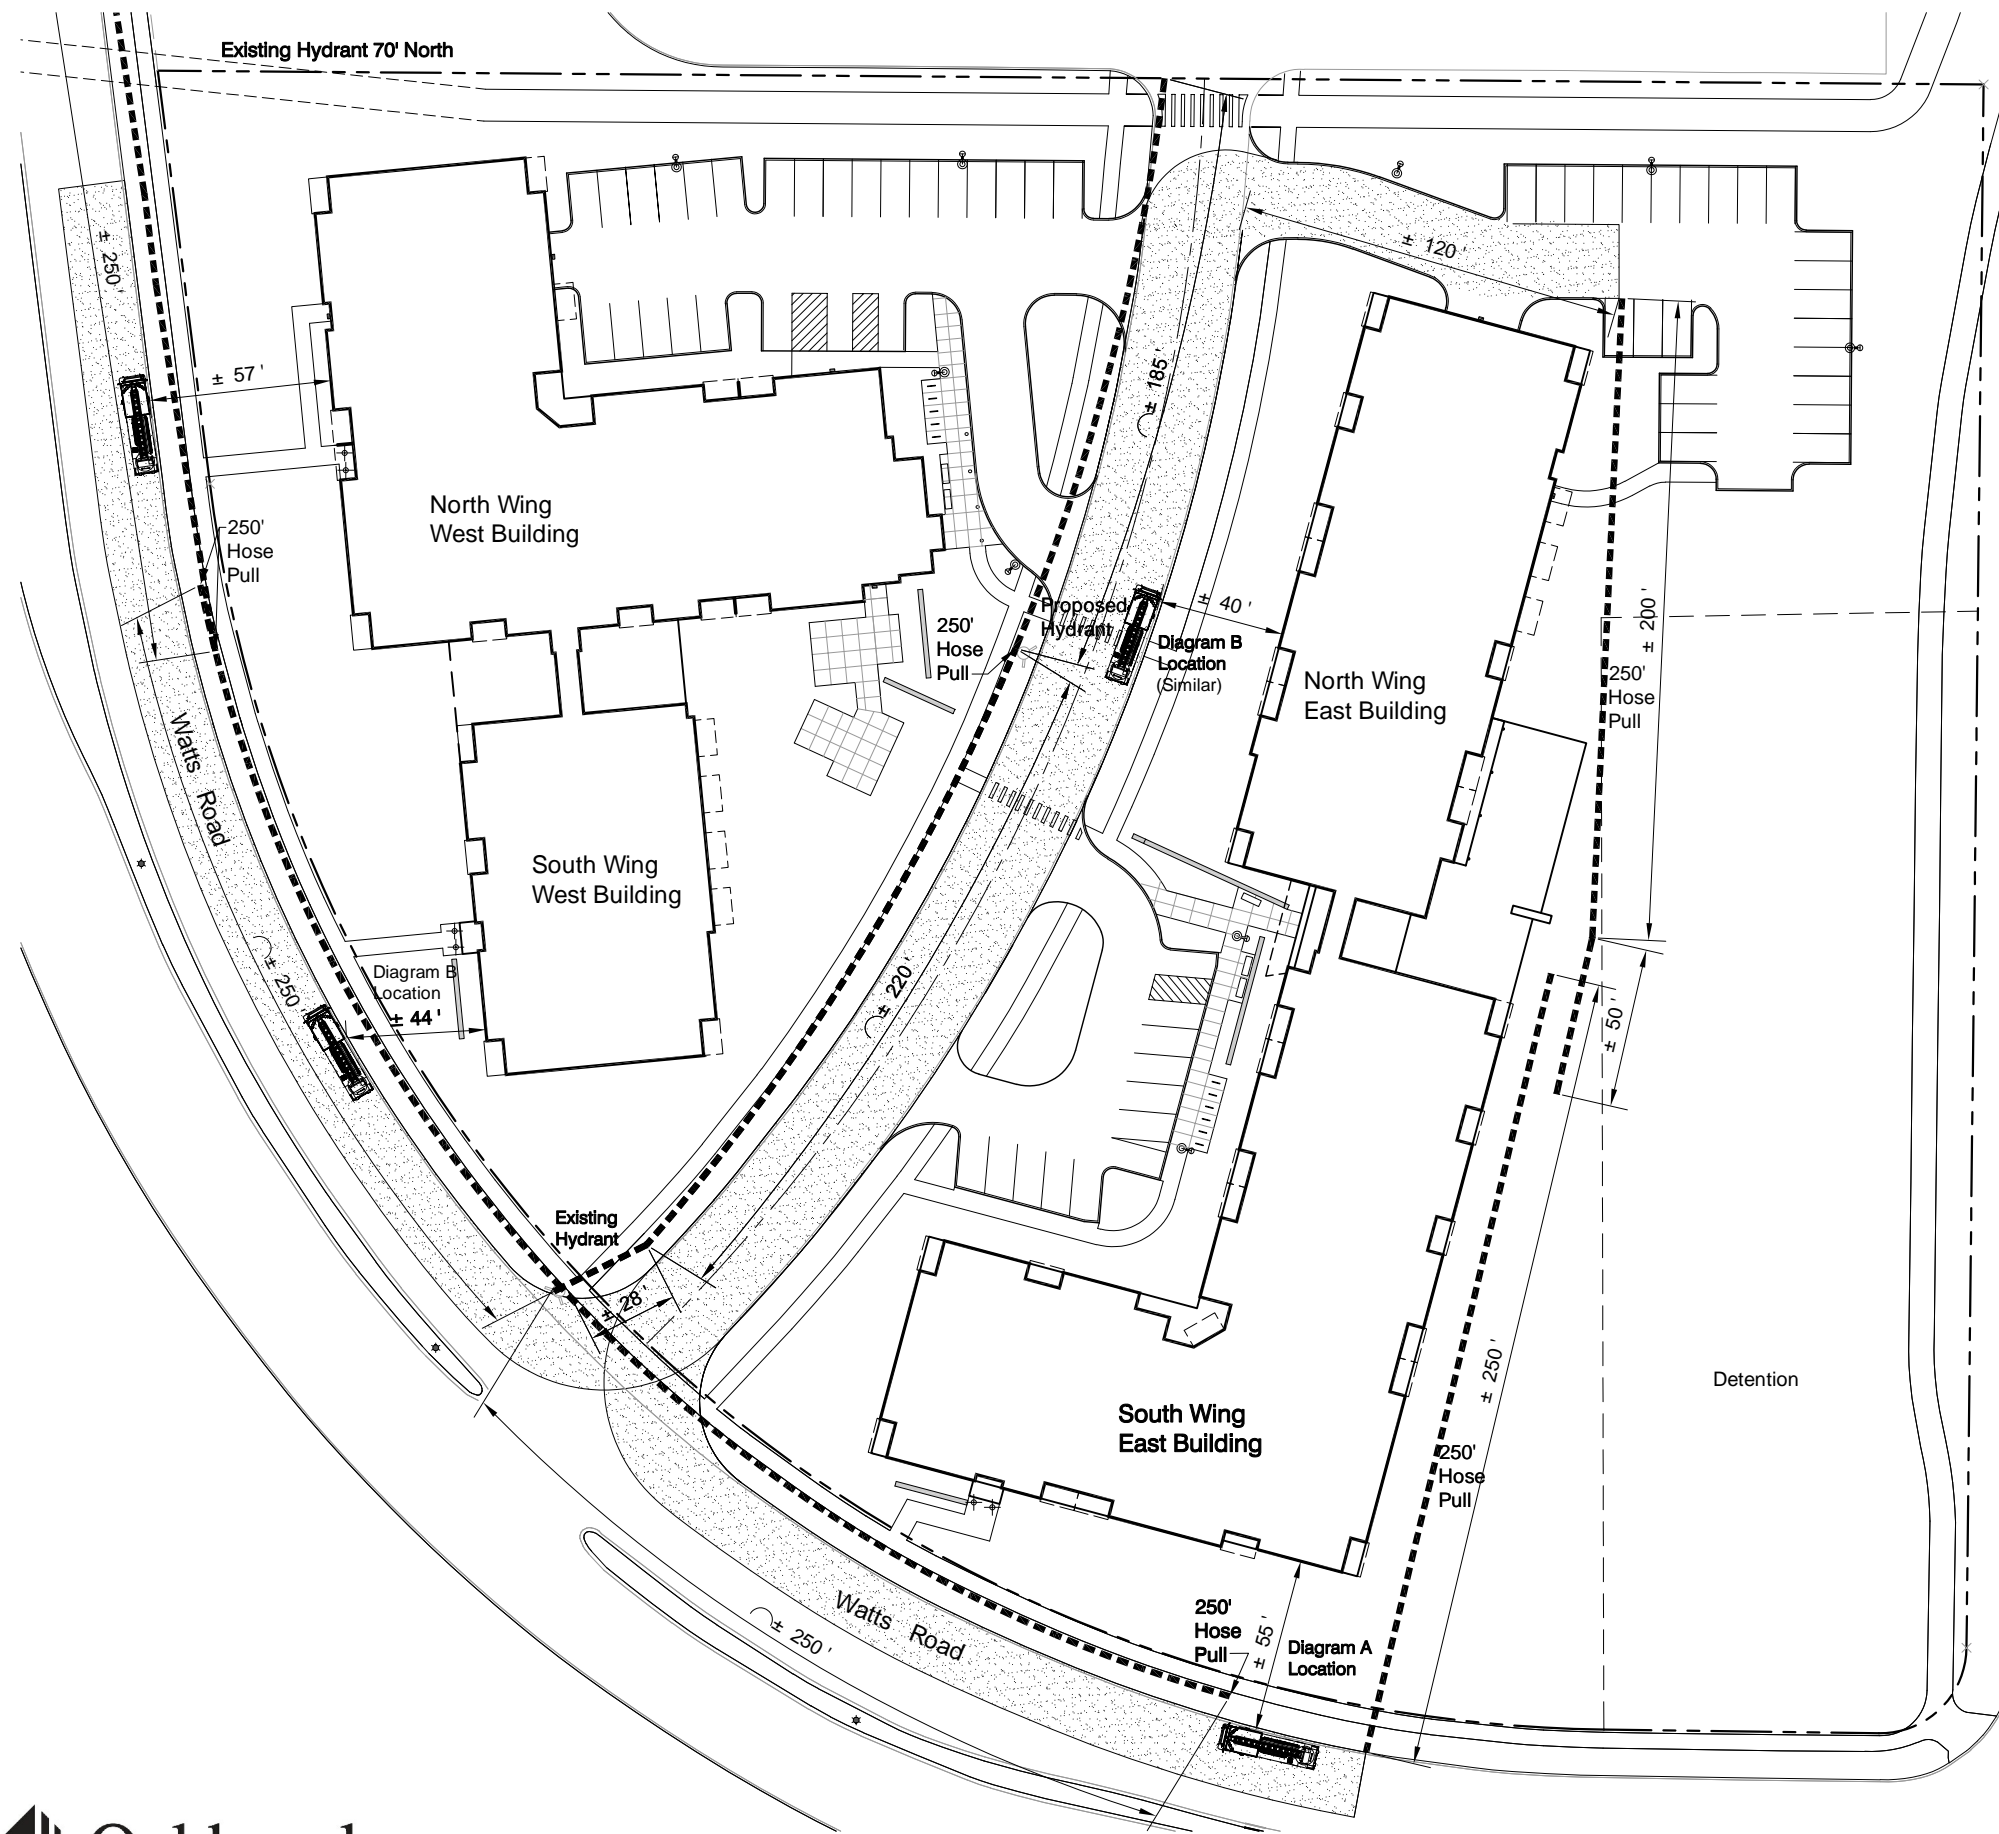 Existing Hydrant 70' North
± 250'
± 120'
± 57'
± 185'
North Wing
West Building
250'
Hose
Pull
Proposed
Hydrant
± 40'
250'
Hose
Pull
Diagram B
Location
(Similar)
± 200'
North Wing
East Building
250'
Hose
Pull
Watts Road
South Wing
West Building
Diagram B
Location
± 250'
± 44'
± 220'
± 50'
Existing
Hydrant
± 28'
± 250'
Detention
South Wing
East Building
250'
Hose
Pull
Watts Road
± 250'
250'
Hose
Pull
± 55'
Diagram A
Location